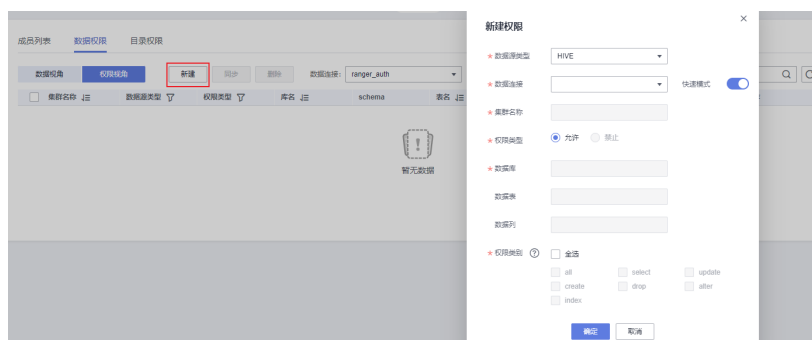 成员列表 数据权限 目录权限
数据视角 权限视角 新建 同步 删除 数据连接: ranger_auth
集群名称 数据源类型 权限类型 库名 schema 表名
暂无数据
新建权限
* 数据源类型 HIVE
* 数据连接 快速模式
* 集群名称
* 权限类型 允许 禁止
* 数据库
数据表
数据列
* 权限类别 ? 全选
all select update
create drop alter
index
确定 取消